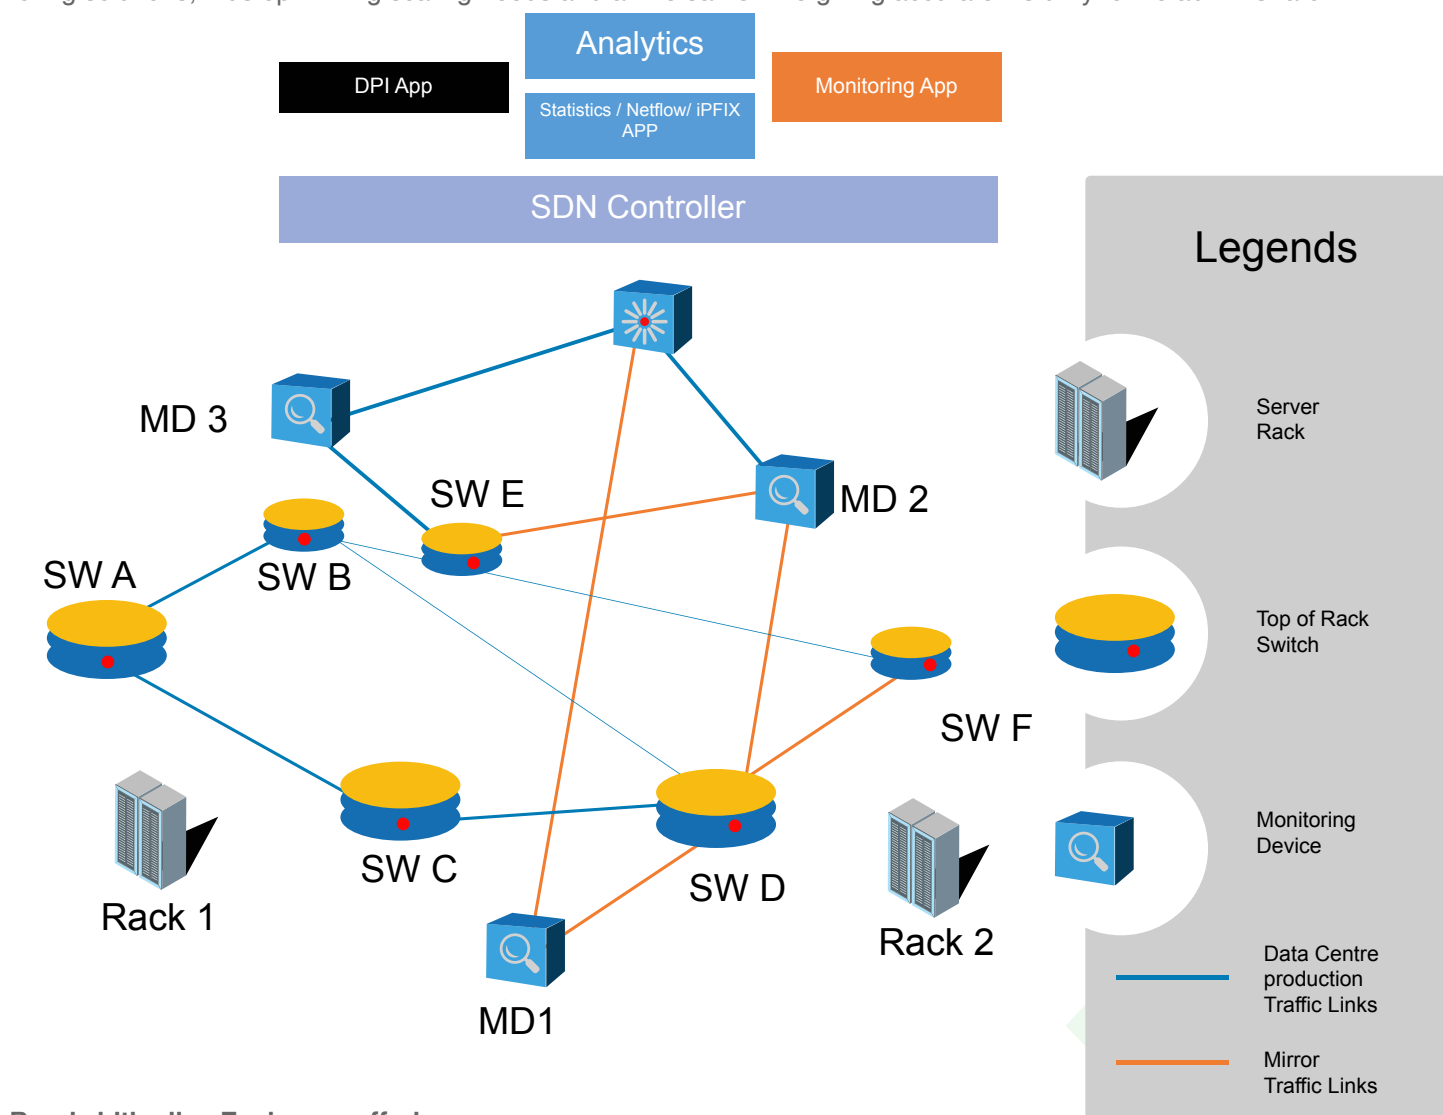 Analytics
DPI App
Monitoring App
Statistics / Netflow/ iPFIX
APP
SDN Controller
Legends
MD 3
SW E
MD 2
SW A
SW B
SW F
SW C
SW D
Rack 1
Rack 2
MD1
Server
Rack
Top of Rack
Switch
Monitoring
Device
Data Centre
production
Traffic Links
Mirror
Traffic Links